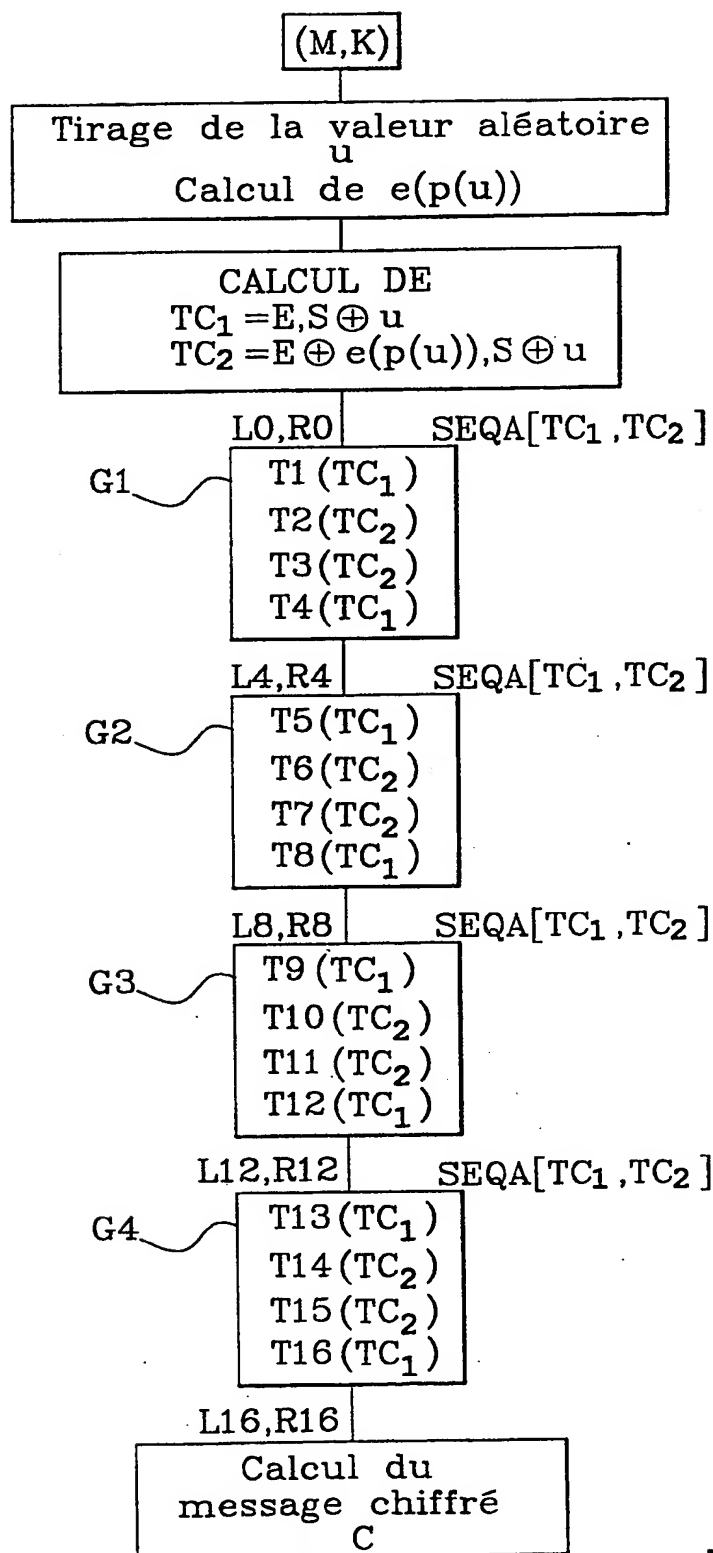 (M,K)
Tirage de la valeur aléatoire
u
Calcul de e(p(u))
CALCUL DE
TC₁ =E,S ⊕ u
TC₂ =E ⊕ e(p(u)),S ⊕ u
L0,R0 SEQA[TC₁ ,TC₂ ]
G1
T1(TC₁ )
T2(TC₂ )
T3(TC₂ )
T4(TC₁ )
L4,R4 SEQA[TC₁ ,TC₂ ]
G2
T5(TC₁ )
T6(TC₂ )
T7(TC₂ )
T8(TC₁ )
L8,R8 SEQA[TC₁ ,TC₂ ]
G3
T9(TC₁ )
T10(TC₂ )
T11(TC₂ )
T12(TC₁ )
L12,R12 SEQA[TC₁ ,TC₂ ]
G4
T13(TC₁ )
T14(TC₂ )
T15(TC₂ )
T16(TC₁ )
L16,R16
Calcul du
message chiffré
C